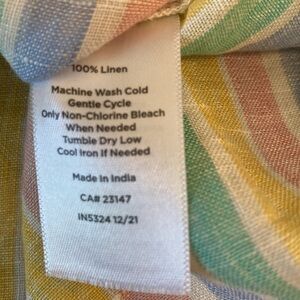 100% Linen
Machine Wash Cold
Gentle Cycle
Only Non-Chlorine Bleach
When Needed
Tumble Dry Low
Cool Iron If Needed
Made in India
CA# 23147
IN5324 12/21